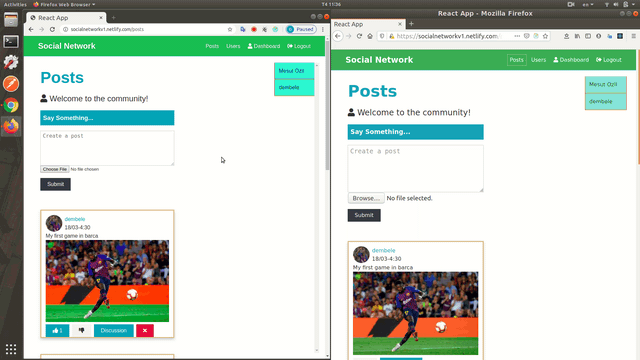 Activities
Firefox Web Browser
T4 11:36
en
React App
socialnetworkv1.netlify.com/posts
Paused
Social Network
Posts
Users
Dashboard
Logout
Posts
Welcome to the community!
Say Something...
Create a post
Choose File No file chosen
Submit
Mesut Ozil
dembele
dembele
18/03-4:30
My first game in barca
1
Discussion
React App - Mozilla Firefox
React App
https://socialnetworkv1.netlify.com
Social Network
Posts
Users
Dashboard
Logout
Posts
Welcome to the community!
Say Something...
Create a post
Browse... No file selected.
Submit
Mesut Ozil
dembele
dembele
18/03-4:30
My first game in barca